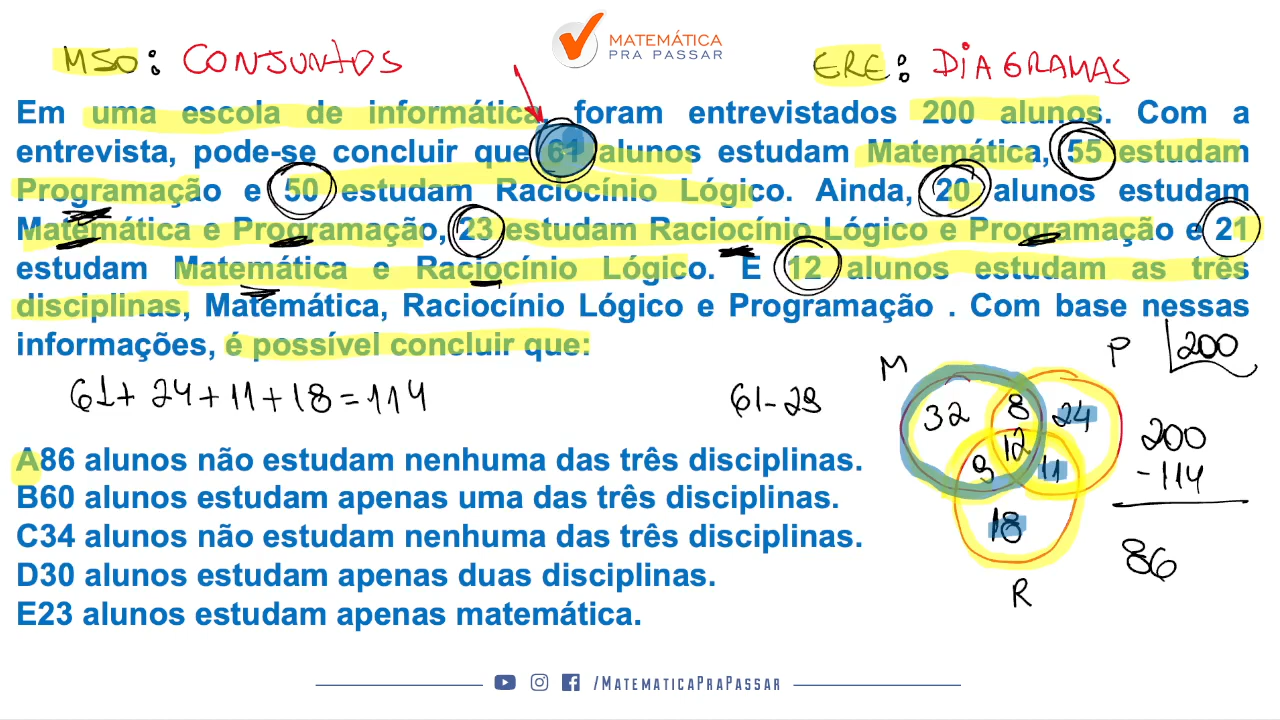 MATEMÁTICA
PRA PASSAR
MSO: CONJUNTOS
ERE: DIAGRAMAS
Em uma escola de informática, foram entrevistados 200 alunos. Com a
entrevista, pode-se concluir que 61 alunos estudam Matemática, 55 estudam
Programação e 50 estudam Raciocínio Lógico. Ainda, 20 alunos estudam
Matemática e Programação, 23 estudam Raciocínio Lógico e Programação e 21
estudam Matemática e Raciocínio Lógico. E 12 alunos estudam as três
disciplinas, Matemática, Raciocínio Lógico e Programação . Com base nessas
informações, é possível concluir que:
61+ 24+11+18=114
61-29
M
P
200
32
8
24
12
9
11
18
R
200
-114
86
A86 alunos não estudam nenhuma das três disciplinas.
B60 alunos estudam apenas uma das três disciplinas.
C34 alunos não estudam nenhuma das três disciplinas.
D30 alunos estudam apenas duas disciplinas.
E23 alunos estudam apenas matemática.
/MATEMATICAPRAPASSAR